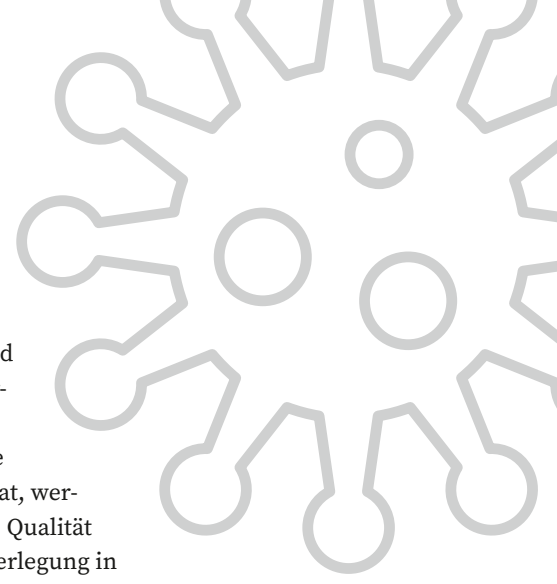 d
-
e
at, wer-
Qualität
erlegung in